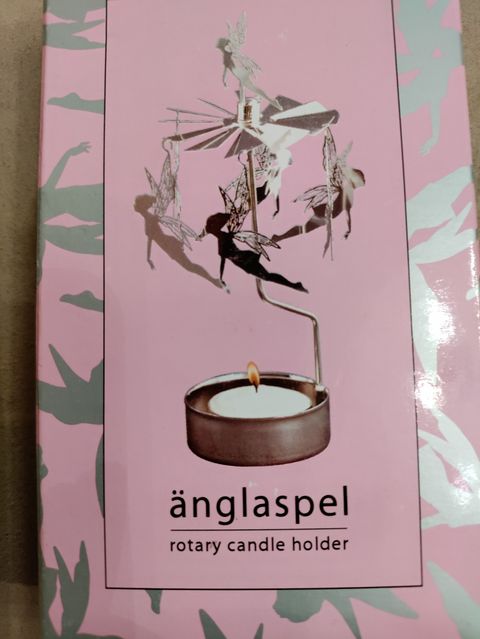 änglaspel
rotary candle holder